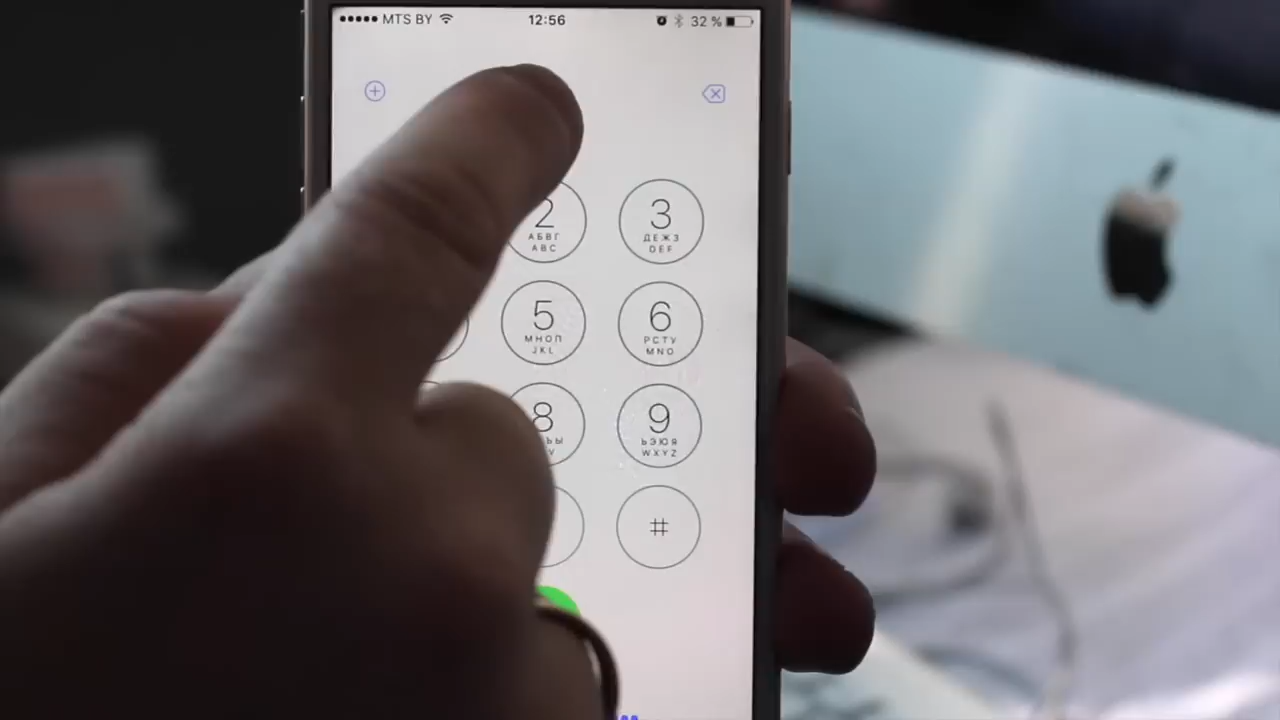 MTS BY 12:56 32 %
2 3
АБВГ ДЕЖЗ
ABC DEF
5 6
МНОП РСТУ
JKL MNO
8 9
ЪЫ ЬЭЮЯ
V WXYZ
#